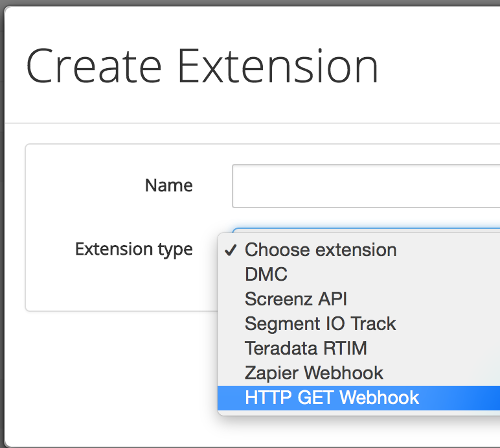 Create Extension
Name
Extension type
✓ Choose extension
DMC
Screenz API
Segment IO Track
Teradata RTIM
Zapier Webhook
HTTP GET Webhook